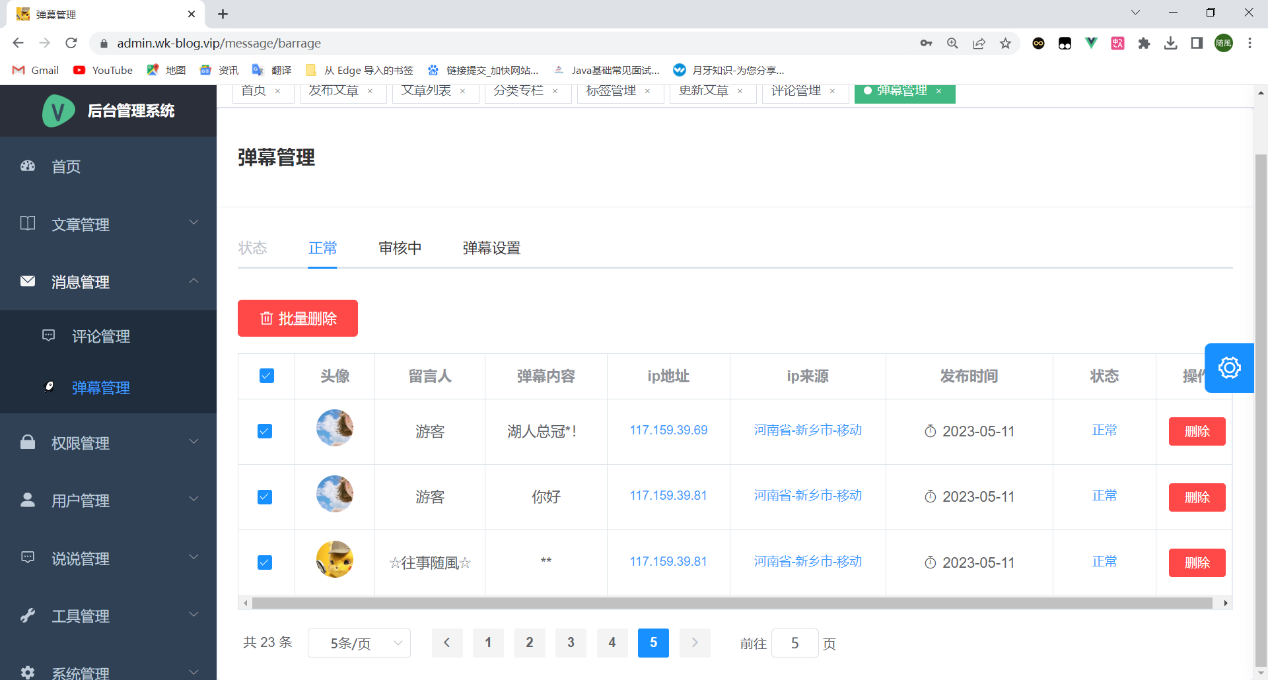 弹幕管理
admin.wk-blog.vip/message/barrage
Gmail YouTube 地图 资讯 翻译 从 Edge 导入的书签 链接提交_加快网站... Java基础常见面试... 月牙知识-为您分享...
V 后台管理系统
首页 × 发布文章 × 文章列表 × 分类专栏 × 标签管理 × 更新文章 × 评论管理 × 弹幕管理 ×
首页
文章管理
消息管理
评论管理
弹幕管理
权限管理
用户管理
说说管理
工具管理
系统管理
弹幕管理
状态 正常 审核中 弹幕设置
批量删除
头像 留言人 弹幕内容 ip地址 ip来源 发布时间 状态
游客 湖人总冠*! 117.159.39.69 河南省-新乡市-移动 2023-05-11 正常 删除
游客 你好 117.159.39.81 河南省-新乡市-移动 2023-05-11 正常 删除
☆往事随風☆ ** 117.159.39.81 河南省-新乡市-移动 2023-05-11 正常 删除
共 23 条 5条/页 1 2 3 4 5 前往 5 页
随風